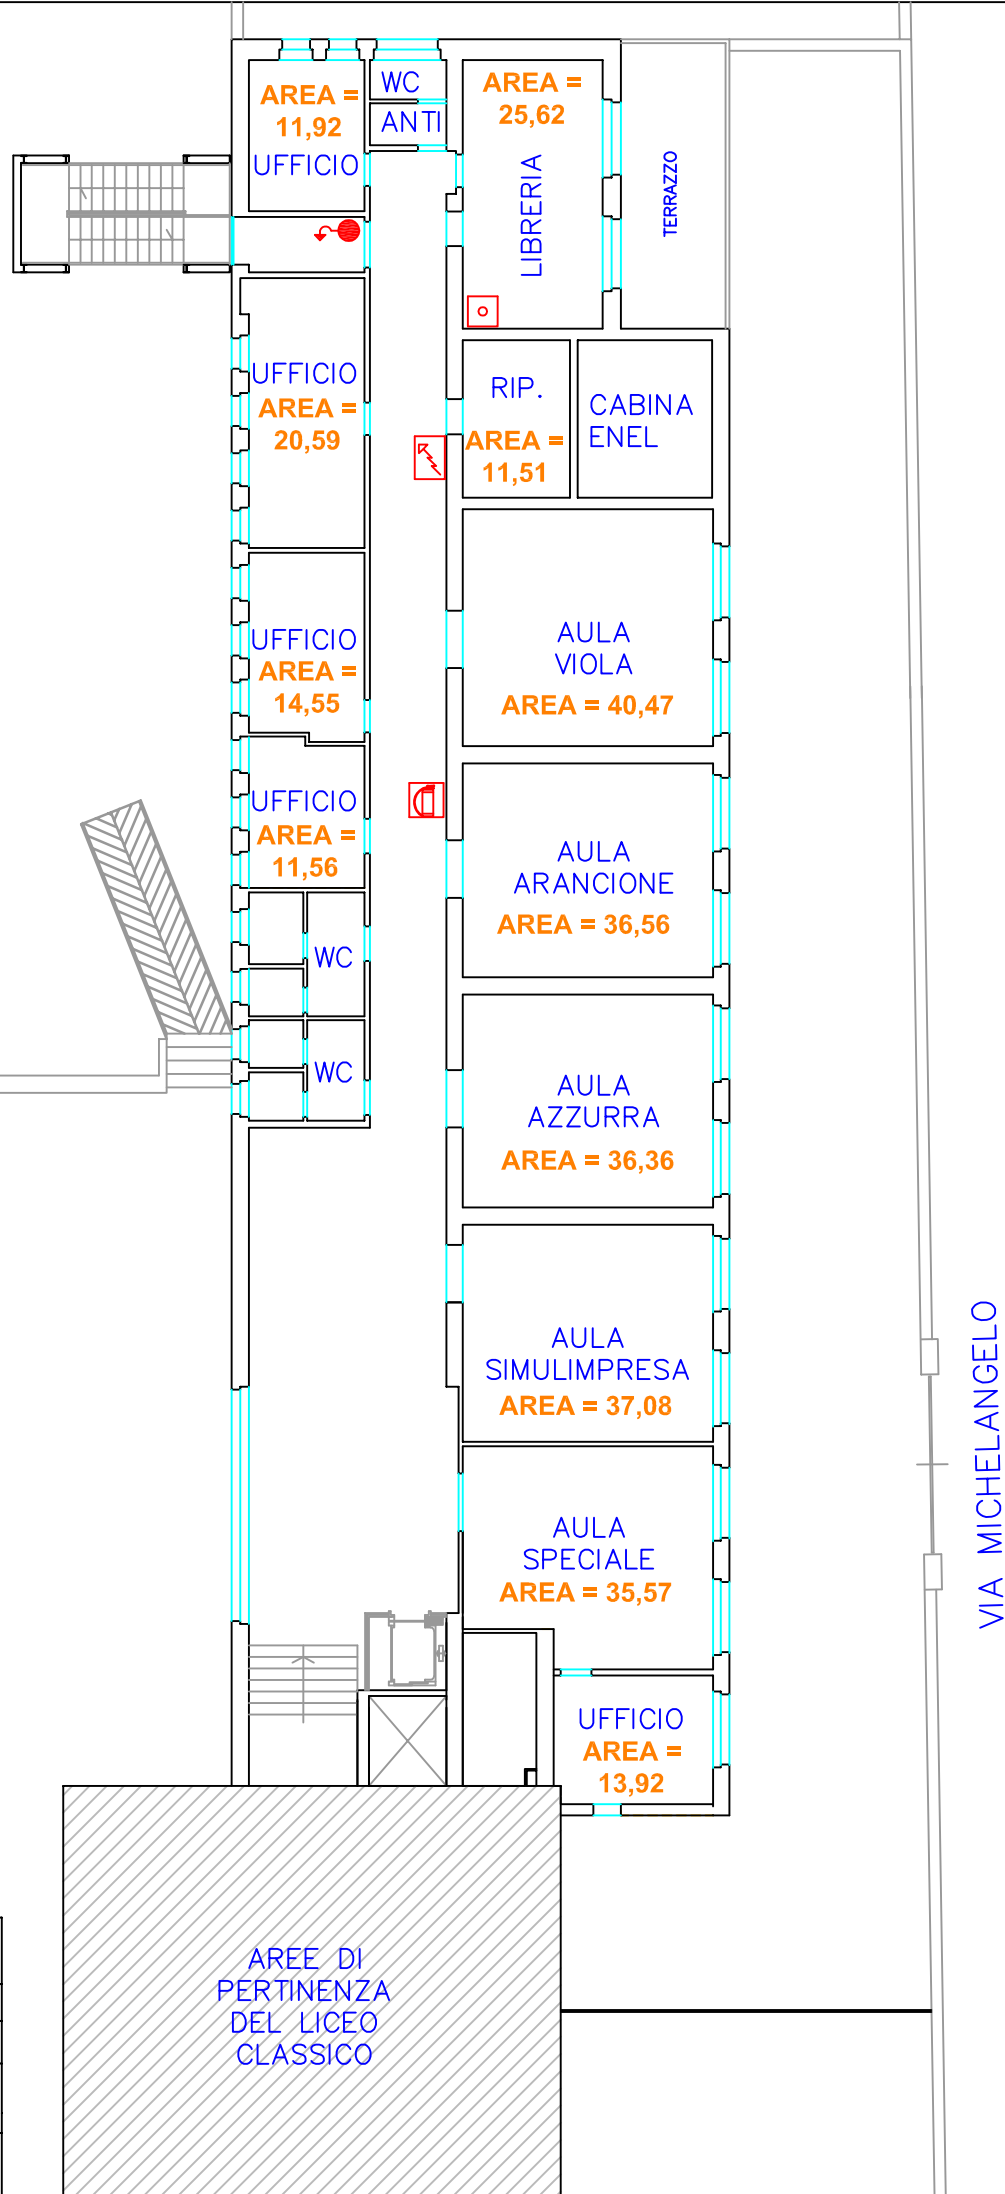 AREA =
11,92
UFFICIO
WC
ANTI
AREA =
25,62
LIBRERIA
TERRAZZO
UFFICIO
AREA =
20,59
RIP.
AREA =
11,51
CABINA
ENEL
UFFICIO
AREA =
14,55
AULA
VIOLA
AREA = 40,47
UFFICIO
AREA =
11,56
AULA
ARANCIONE
AREA = 36,56
WC
WC
AULA
AZZURRA
AREA = 36,36
AULA
SIMULIMPRESA
AREA = 37,08
VIA MICHELANGELO
AULA
SPECIALE
AREA = 35,57
UFFICIO
AREA =
13,92
AREE DI
PERTINENZA
DEL LICEO
CLASSICO